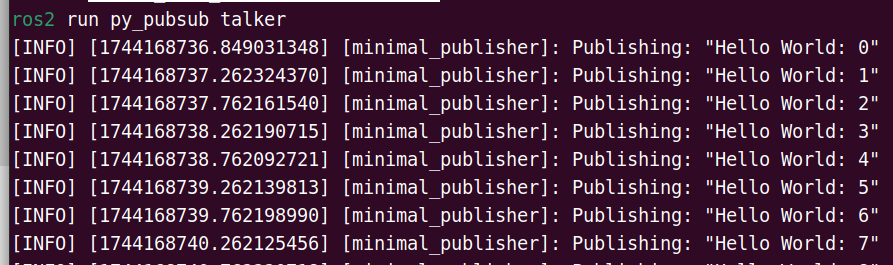 ros2 run py_pubsub talker
[INFO] [1744168736.849031348] [minimal_publisher]: Publishing: "Hello World: 0"
[INFO] [1744168737.262324370] [minimal_publisher]: Publishing: "Hello World: 1"
[INFO] [1744168737.762161540] [minimal_publisher]: Publishing: "Hello World: 2"
[INFO] [1744168738.262190715] [minimal_publisher]: Publishing: "Hello World: 3"
[INFO] [1744168738.762092721] [minimal_publisher]: Publishing: "Hello World: 4"
[INFO] [1744168739.262139813] [minimal_publisher]: Publishing: "Hello World: 5"
[INFO] [1744168739.762198990] [minimal_publisher]: Publishing: "Hello World: 6"
[INFO] [1744168740.262125456] [minimal_publisher]: Publishing: "Hello World: 7"